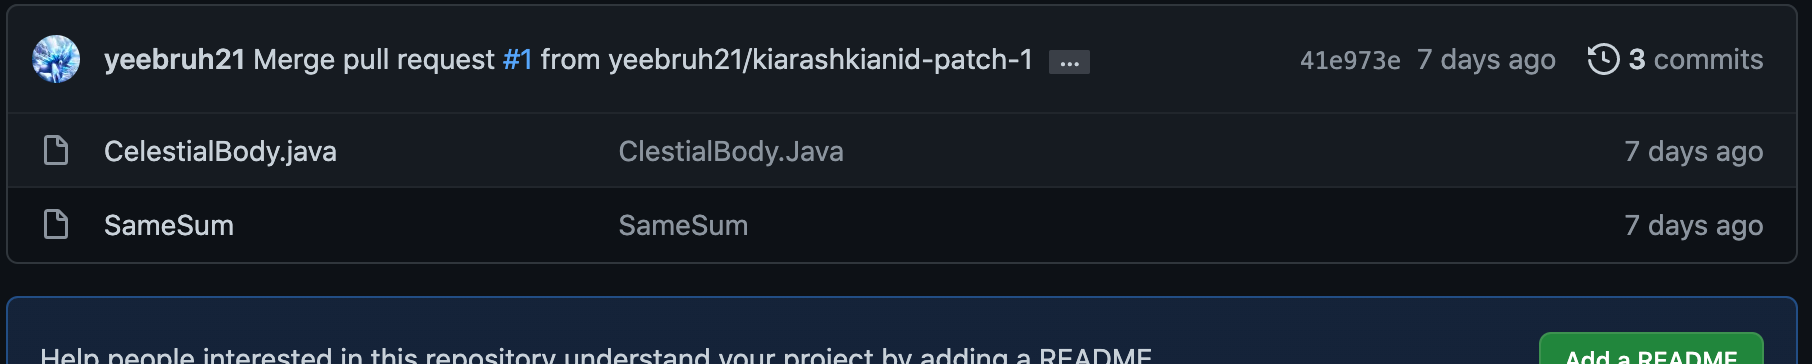 yeebruh21 Merge pull request #1 from yeebruh21/kiarashkianid-patch-1 ... 41e973e 7 days ago 3 commits
CelestialBody.java ClestialBody.Java 7 days ago
SameSum SameSum 7 days ago
Help people interested in this repository understand your project by adding a README. Add a README